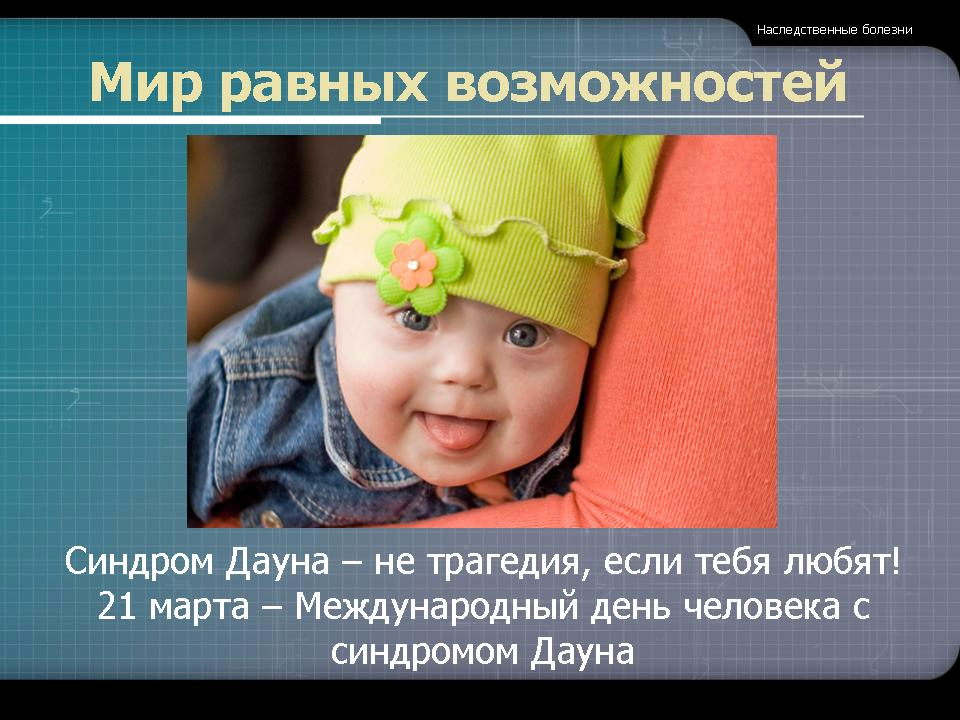 Наследственные болезни
Мир равных возможностей
Синдром Дауна – не трагедия, если тебя любят!
21 марта – Международный день человека с
синдромом Дауна